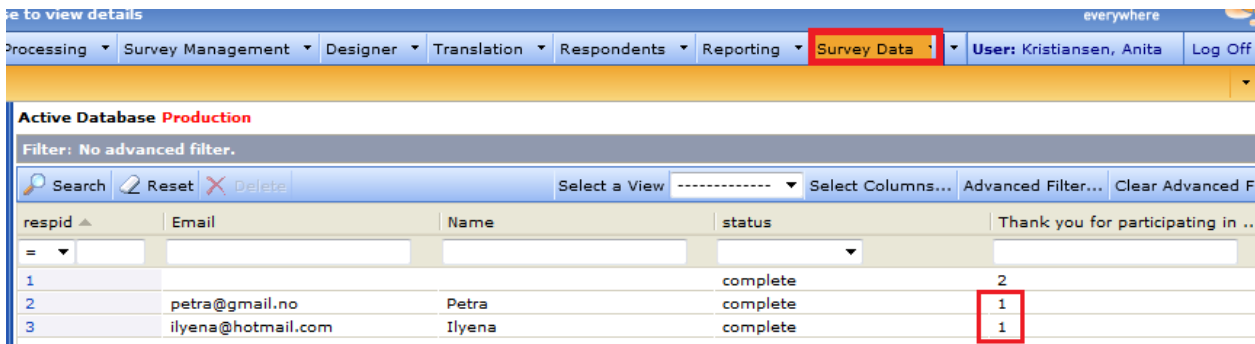 se to view details everywhere
Processing Survey Management Designer Translation Respondents Reporting Survey Data User: Kristiansen, Anita Log Off
Active Database Production
Filter: No advanced filter.
Search Reset Delete Select a View ------------- Select Columns... Advanced Filter... Clear Advanced F
respid Email Name status Thank you for participating in ..
=
1 complete 2
2 petra@gmail.no Petra complete 1
3 ilyena@hotmail.com Ilyena complete 1